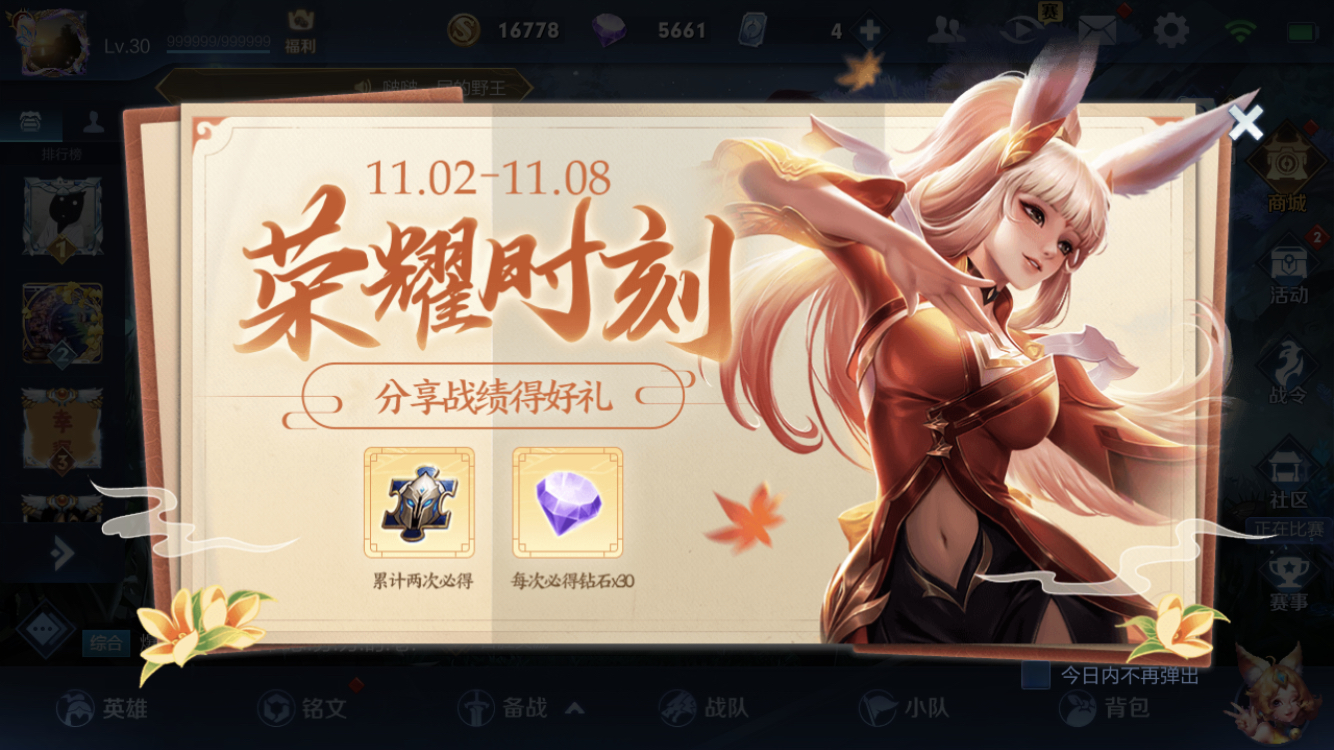 Lv.30
999999/999999
福利
16778
5661
4
赛
的野王
排行榜
1
2
3
11.02-11.08
荣耀时刻
分享战绩得好礼
累计两次必得
每次必得钻石x30
商城
2
活动
战令
社区
正在比赛
赛事
综合
今日内不再弹出
英雄
铭文
备战
战队
小队
背包